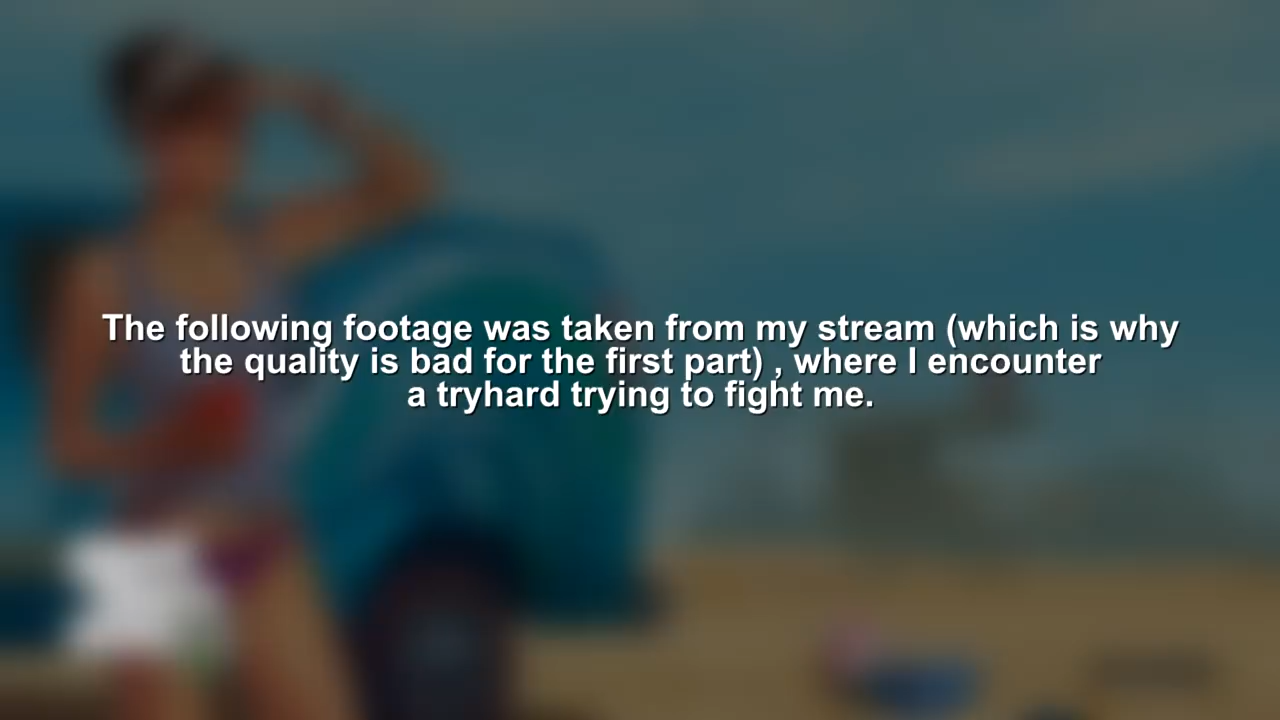 The following footage was taken from my stream (which is why
the quality is bad for the first part) , where I encounter
a tryhard trying to fight me.